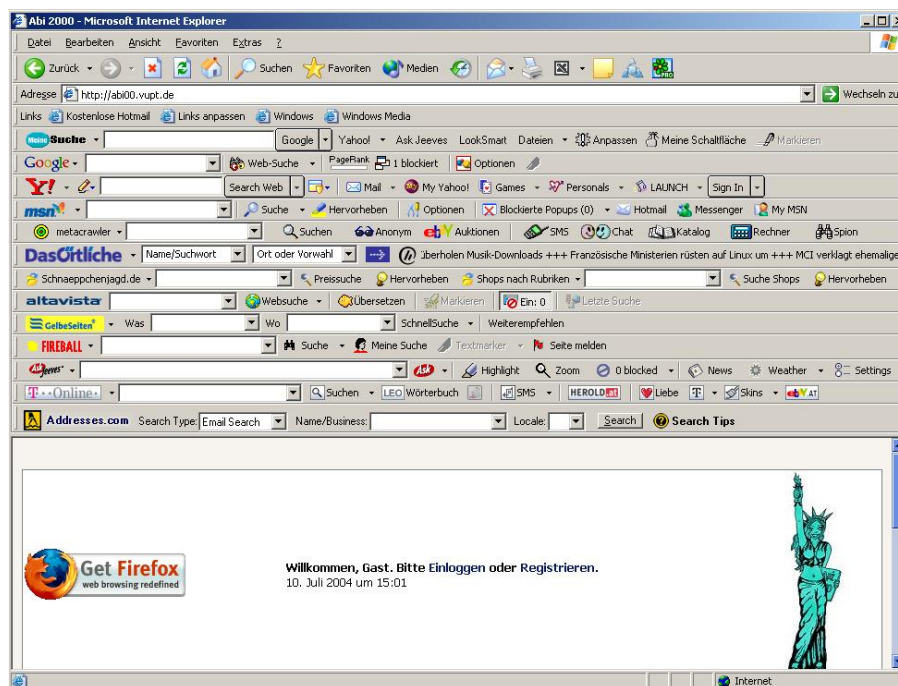 Abi 2000 - Microsoft Internet Explorer
Datei Bearbeiten Ansicht Favoriten Extras ?
Zurück Suchen Favoriten Medien PRO
Adresse http://abi00.vupt.de Wechseln zu
Links Kostenlose Hotmail Links anpassen Windows Windows Media
Meine Suche Google Yahoo! Ask Jeeves LookSmart Dateien Anpassen Meine Schaltfläche Markieren
Google Web-Suche PageRank 1 blockiert Optionen
Y! Search Web Mail My Yahoo! Games Personals LAUNCH Sign In
msn Suche Hervorheben Optionen Blockierte Popups (0) Hotmail Messenger My MSN
metacrawler Suchen Anonym eb Y Auktionen SMS Chat Katalog Rechner Spion
DasÖrtliche Name/Suchwort Ort oder Vorwahl überholen Musik-Downloads +++ Französische Ministerien rüsten auf Linux um +++ MCI verklagt ehemalige
Schnaeppchenjagd.de Preissuche Hervorheben Shops nach Rubriken Suche Shops Hervorheben
altavista Websuche Übersetzen Markieren Ein: 0 Letzte Suche
GelbeSeiten Was Wo SchnellSuche Weiterempfehlen
FIREBALL Suche Meine Suche Textmarker Seite melden
Ask Jeeves Highlight Zoom 0 blocked News Weather Settings
T··Online· Suchen LEO Wörterbuch SMS HEROLD Liebe T Skins eb Y AT
Addresses.com Search Type: Email Search Name/Business: Locale: Search Search Tips
Get Firefox
web browsing redefined
Willkommen, Gast. Bitte Einloggen oder Registrieren.
10. Juli 2004 um 15:01
Internet